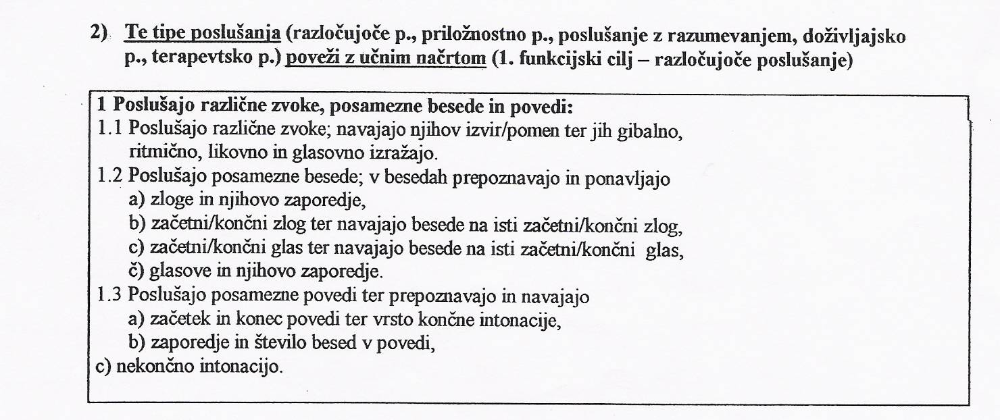 2) Te tipe poslušanja (razločujoče p., priložnostno p., poslušanje z razumevanjem, doživljajsko
p., terapevtsko p.) poveži z učnim načrtom (1. funkcijski cilj – razločujoče poslušanje)
1 Poslušajo različne zvoke, posamezne besede in povedi:
1.1 Poslušajo različne zvoke; navajajo njihov izvir/pomen ter jih gibalno,
ritmično, likovno in glasovno izražajo.
1.2 Poslušajo posamezne besede; v besedah prepoznavajo in ponavljajo
a) zloge in njihovo zaporedje,
b) začetni/končni zlog ter navajajo besede na isti začetni/končni zlog,
c) začetni/končni glas ter navajajo besede na isti začetni/končni glas,
č) glasove in njihovo zaporedje.
1.3 Poslušajo posamezne povedi ter prepoznavajo in navajajo
a) začetek in konec povedi ter vrsto končne intonacije,
b) zaporedje in število besed v povedi,
c) nekončno intonacijo.